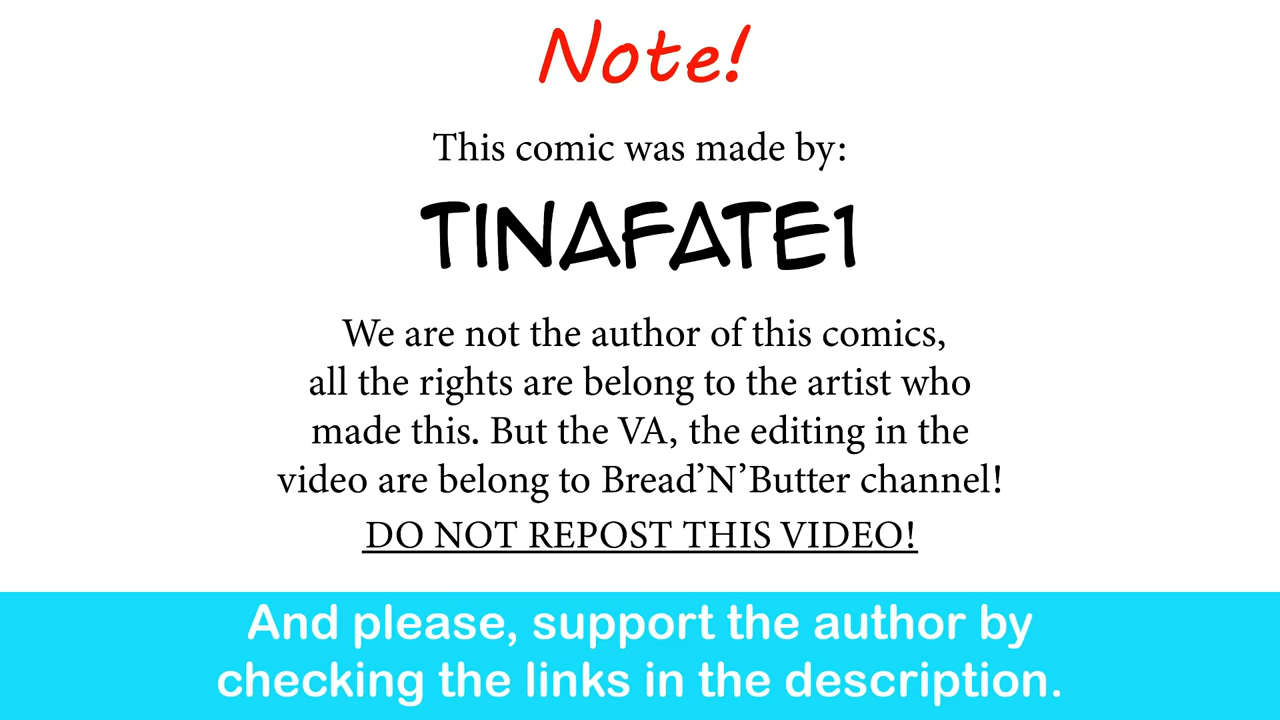 Note!
This comic was made by:
TINAFATE1
We are not the author of this comics,
all the rights are belong to the artist who
made this. But the VA, the editing in the
video are belong to Bread’N’Butter channel!
DO NOT REPOST THIS VIDEO!
And please, support the author by
checking the links in the description.